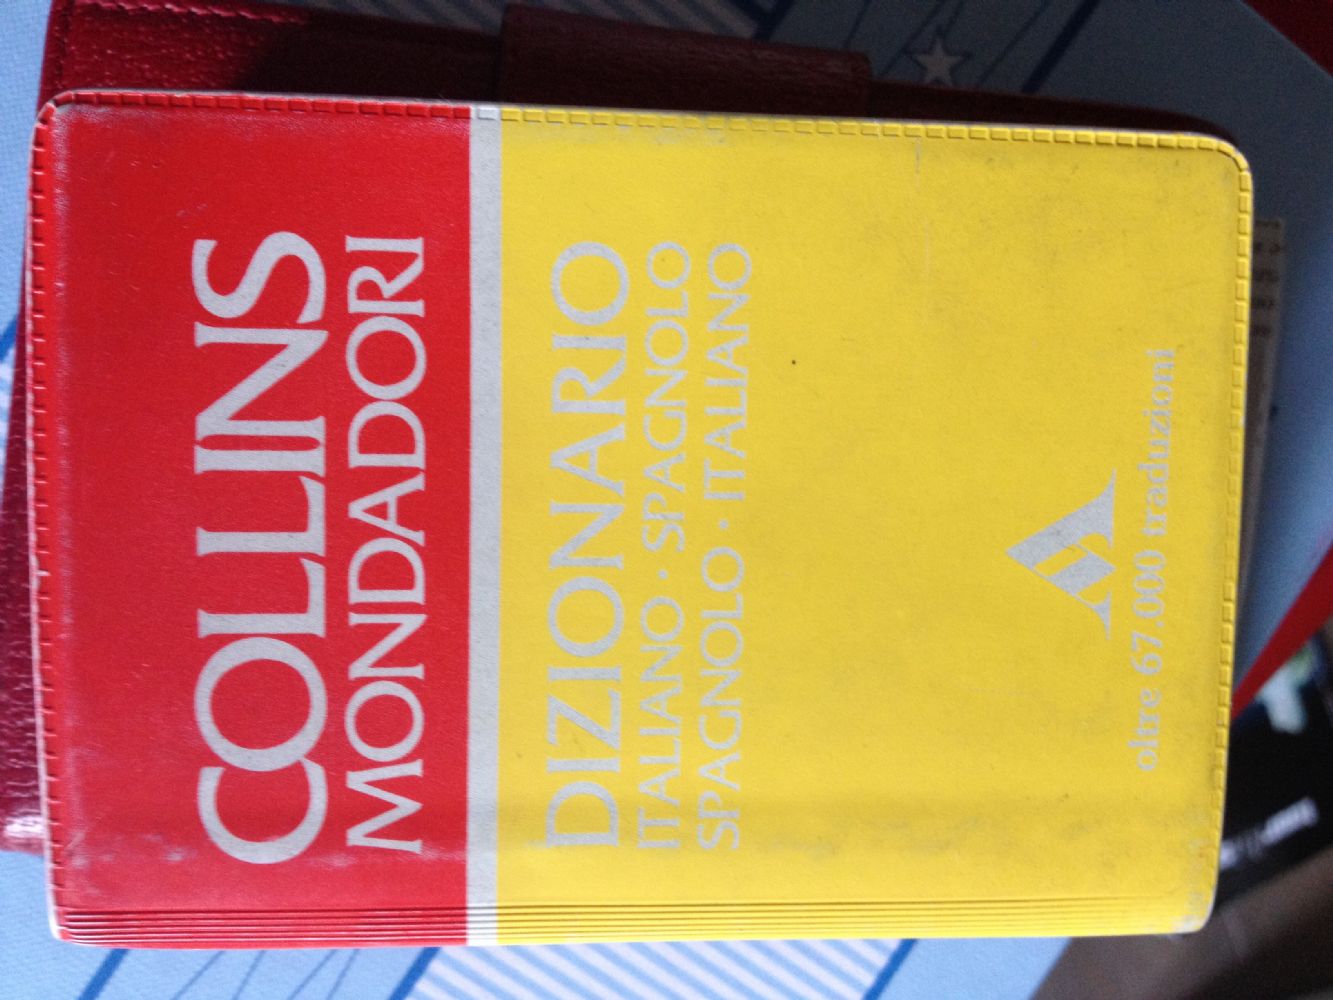 COLLINS
MONDADORI
DIZIONARIO
ITALIANO · SPAGNOLO
SPAGNOLO · ITALIANO
oltre 67.000 traduzioni